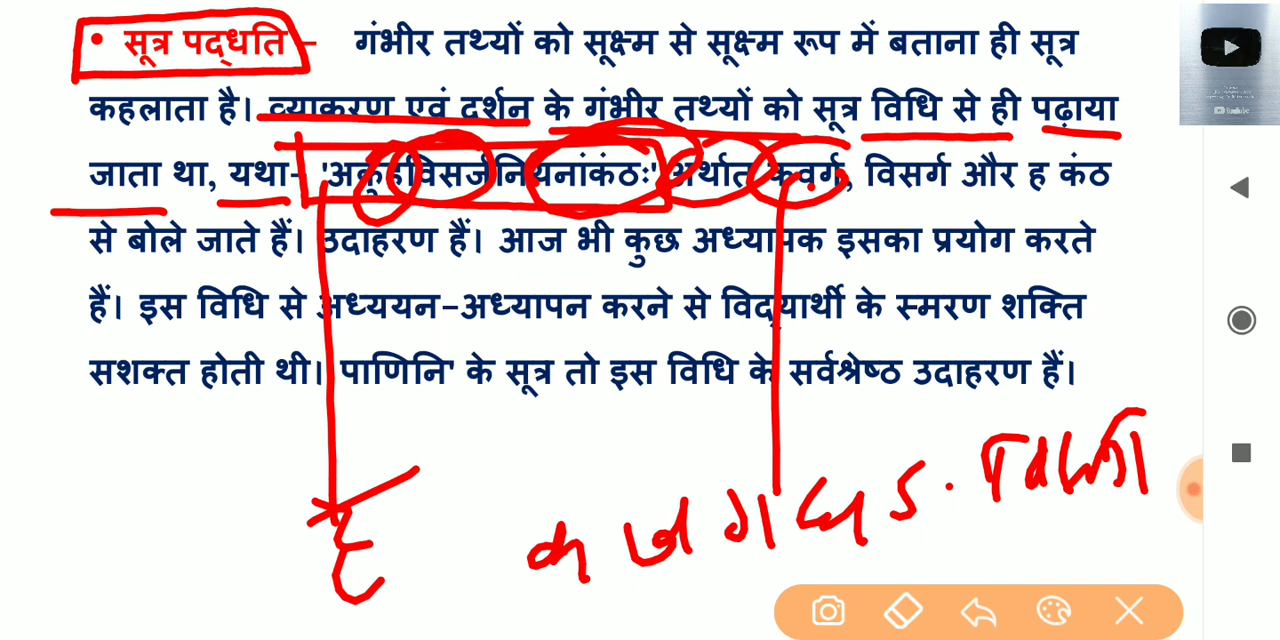 • सूत्र पद्धति – गंभीर तथ्यों को सूक्ष्म से सूक्ष्म रूप में बताना ही सूत्र
कहलाता है। व्याकरण एवं दर्शन के गंभीर तथ्यों को सूत्र विधि से ही पढ़ाया
जाता था, यथा- 'अकुहविसर्जनियनांकंठः' अर्थात कवर्ग, विसर्ग और ह कंठ
से बोले जाते हैं। उदाहरण हैं। आज भी कुछ अध्यापक इसका प्रयोग करते
हैं। इस विधि से अध्ययन-अध्यापन करने से विद्यार्थी के स्मरण शक्ति
सशक्त होती थी। पाणिनि' के सूत्र तो इस विधि के सर्वश्रेष्ठ उदाहरण हैं।
क ख ग घ ङ